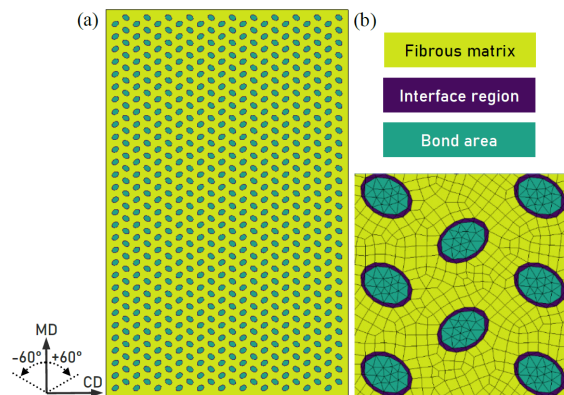 (a)
(b)
Fibrous matrix
Interface region
Bond area
MD
-60° +60°
CD